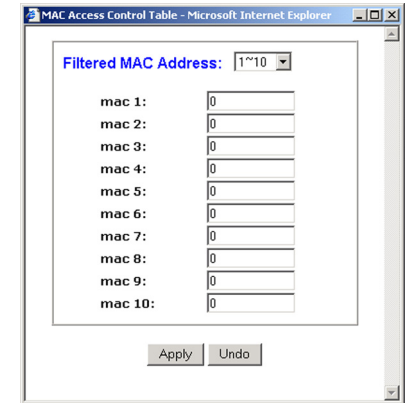 MAC Access Control Table - Microsoft Internet Explorer
Filtered MAC Address: 1~10
mac 1: 0
mac 2: 0
mac 3: 0
mac 4: 0
mac 5: 0
mac 6: 0
mac 7: 0
mac 8: 0
mac 9: 0
mac 10: 0
Apply Undo